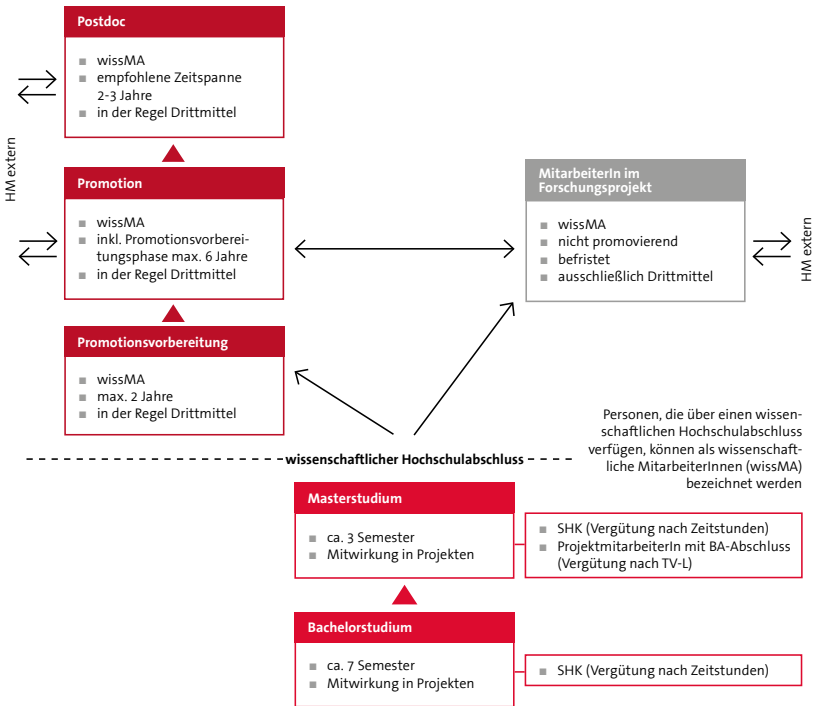 Postdoc
wissMA
empfohlene Zeitspanne
2-3 Jahre
in der Regel Drittmittel
HM extern
Promotion
wissMA
inkl. Promotionsvorberei-
tungsphase max. 6 Jahre
in der Regel Drittmittel
MitarbeiterIn im
Forschungsprojekt
wissMA
nicht promovierend
befristet
ausschließlich Drittmittel
HM extern
Promotionsvorbereitung
wissMA
max. 2 Jahre
in der Regel Drittmittel
Personen, die über einen wissen-
schaftlichen Hochschulabschluss
verfügen, können als wissenschaft-
liche MitarbeiterInnen (wissMA)
bezeichnet werden
wissenschaftlicher Hochschulabschluss
Masterstudium
ca. 3 Semester
Mitwirkung in Projekten
SHK (Vergütung nach Zeitstunden)
ProjektmitarbeiterIn mit BA-Abschluss
(Vergütung nach TV-L)
Bachelorstudium
ca. 7 Semester
Mitwirkung in Projekten
SHK (Vergütung nach Zeitstunden)